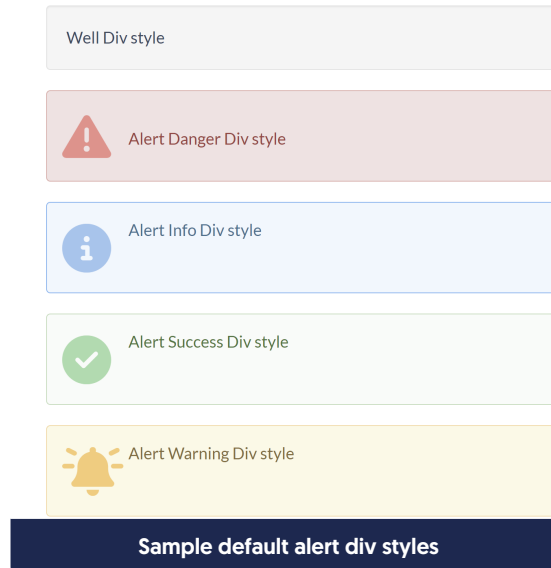 Well Div style
Alert Danger Div style
Alert Info Div style
Alert Success Div style
Alert Warning Div style
Sample default alert div styles